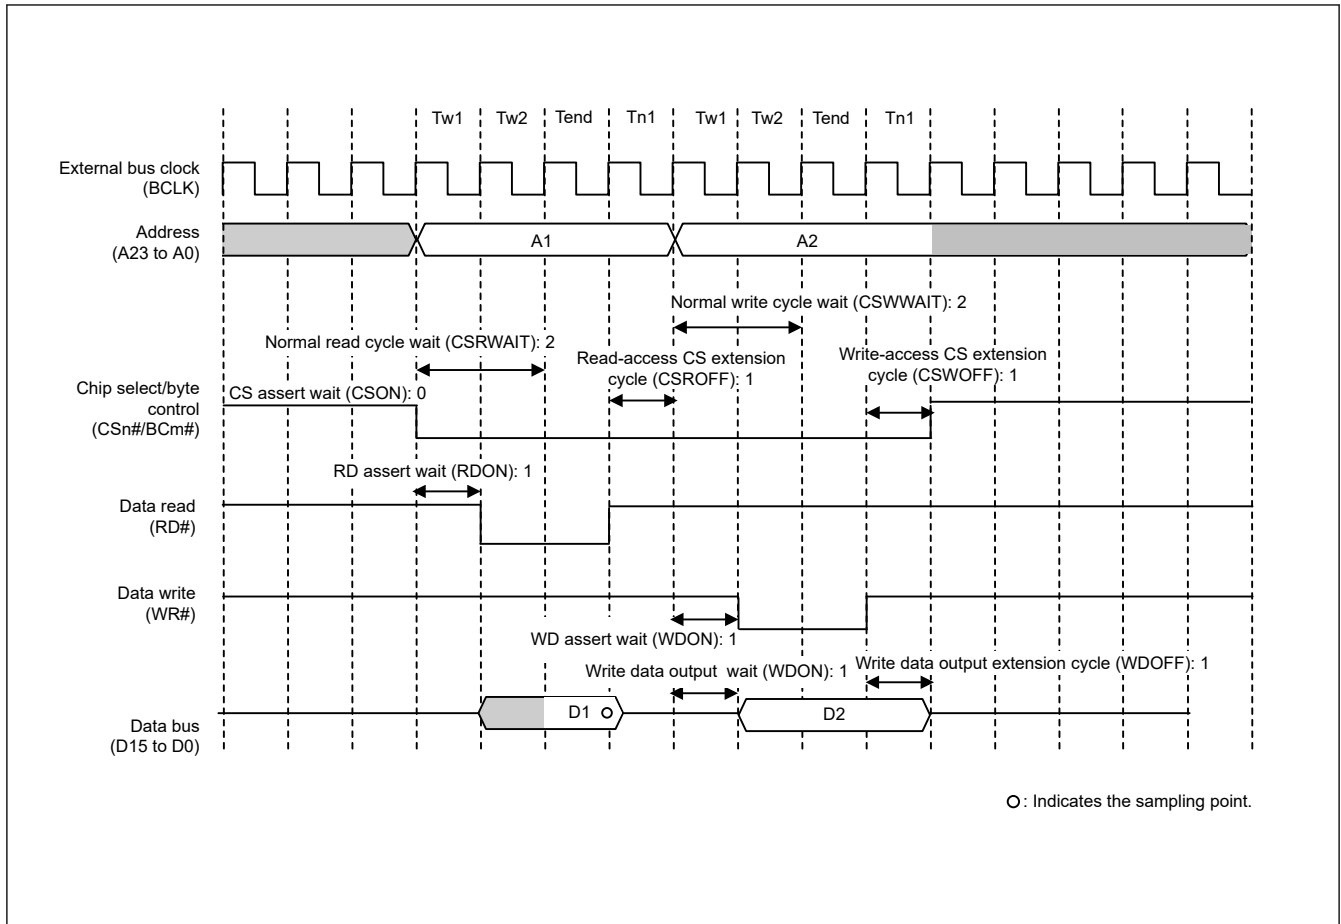 Tw1 Tw2 Tend Tn1 Tw1 Tw2 Tend Tn1
External bus clock
(BCLK)
Address
(A23 to A0)
A1
A2
Normal write cycle wait (CSWWAIT): 2
Normal read cycle wait (CSRWAIT): 2
Read-access CS extension
cycle (CSROFF): 1
Write-access CS extension
cycle (CSWOFF): 1
Chip select/byte
control
(CSn#/BCm#)
CS assert wait (CSON): 0
RD assert wait (RDON): 1
Data read
(RD#)
Data write
(WR#)
WD assert wait (WDON): 1
Write data output wait (WDON): 1
Write data output extension cycle (WDOFF): 1
Data bus
(D15 to D0)
D1
D2
: Indicates the sampling point.